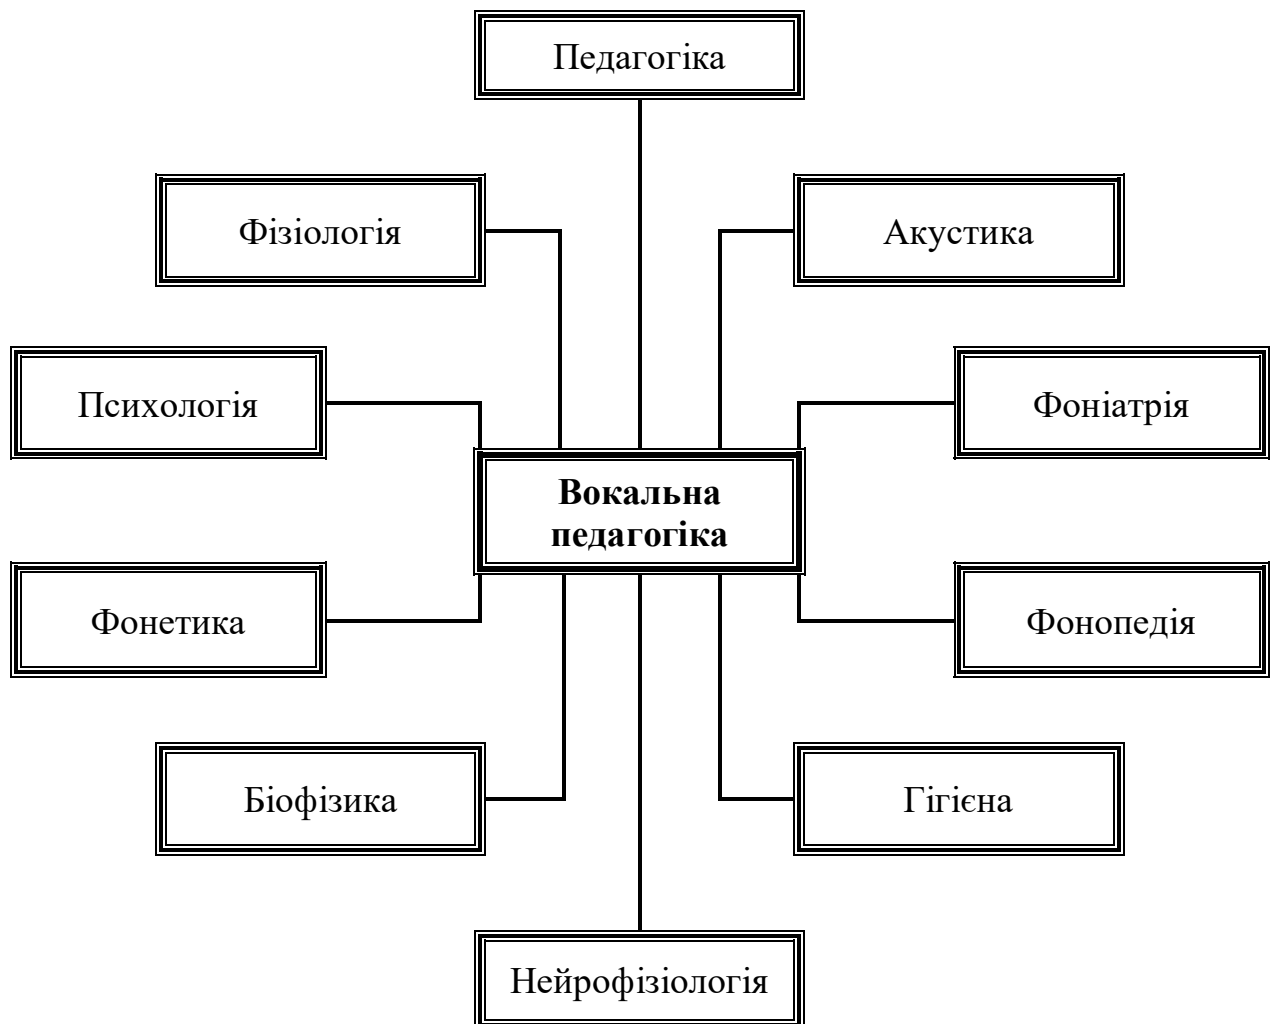 Педагогіка
Фізіологія
Акустика
Психологія
Фоніатрія
Вокальна
педагогіка
Фонетика
Фонопедія
Біофізика
Гігієна
Нейрофізіологія